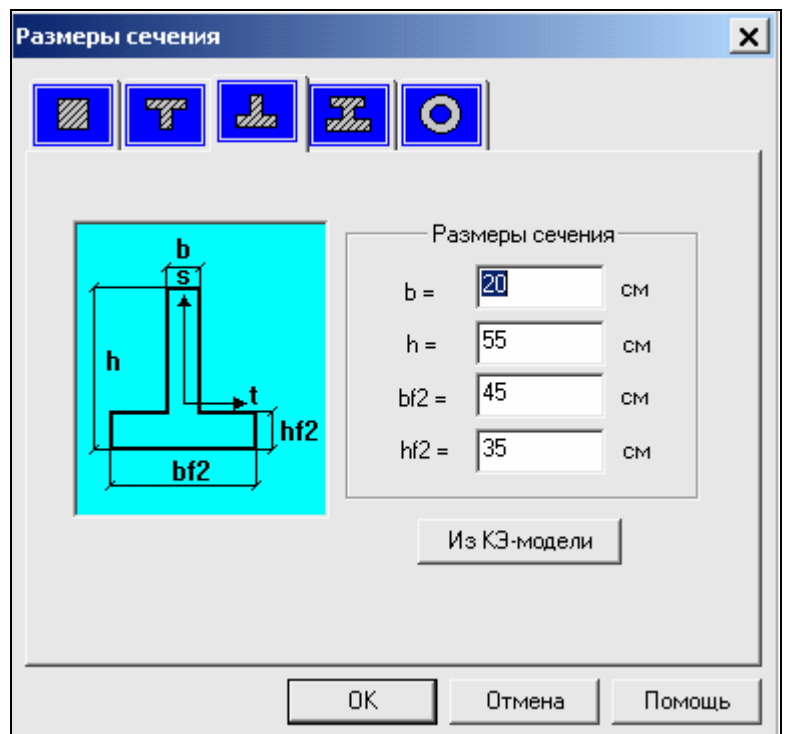 Размеры сечения
b
s
h
t
hf2
bf2
Размеры сечения
b = 20 см
h = 55 см
bf2 = 45 см
hf2 = 35 см
Из КЭ-модели
OK
Отмена
Помощь